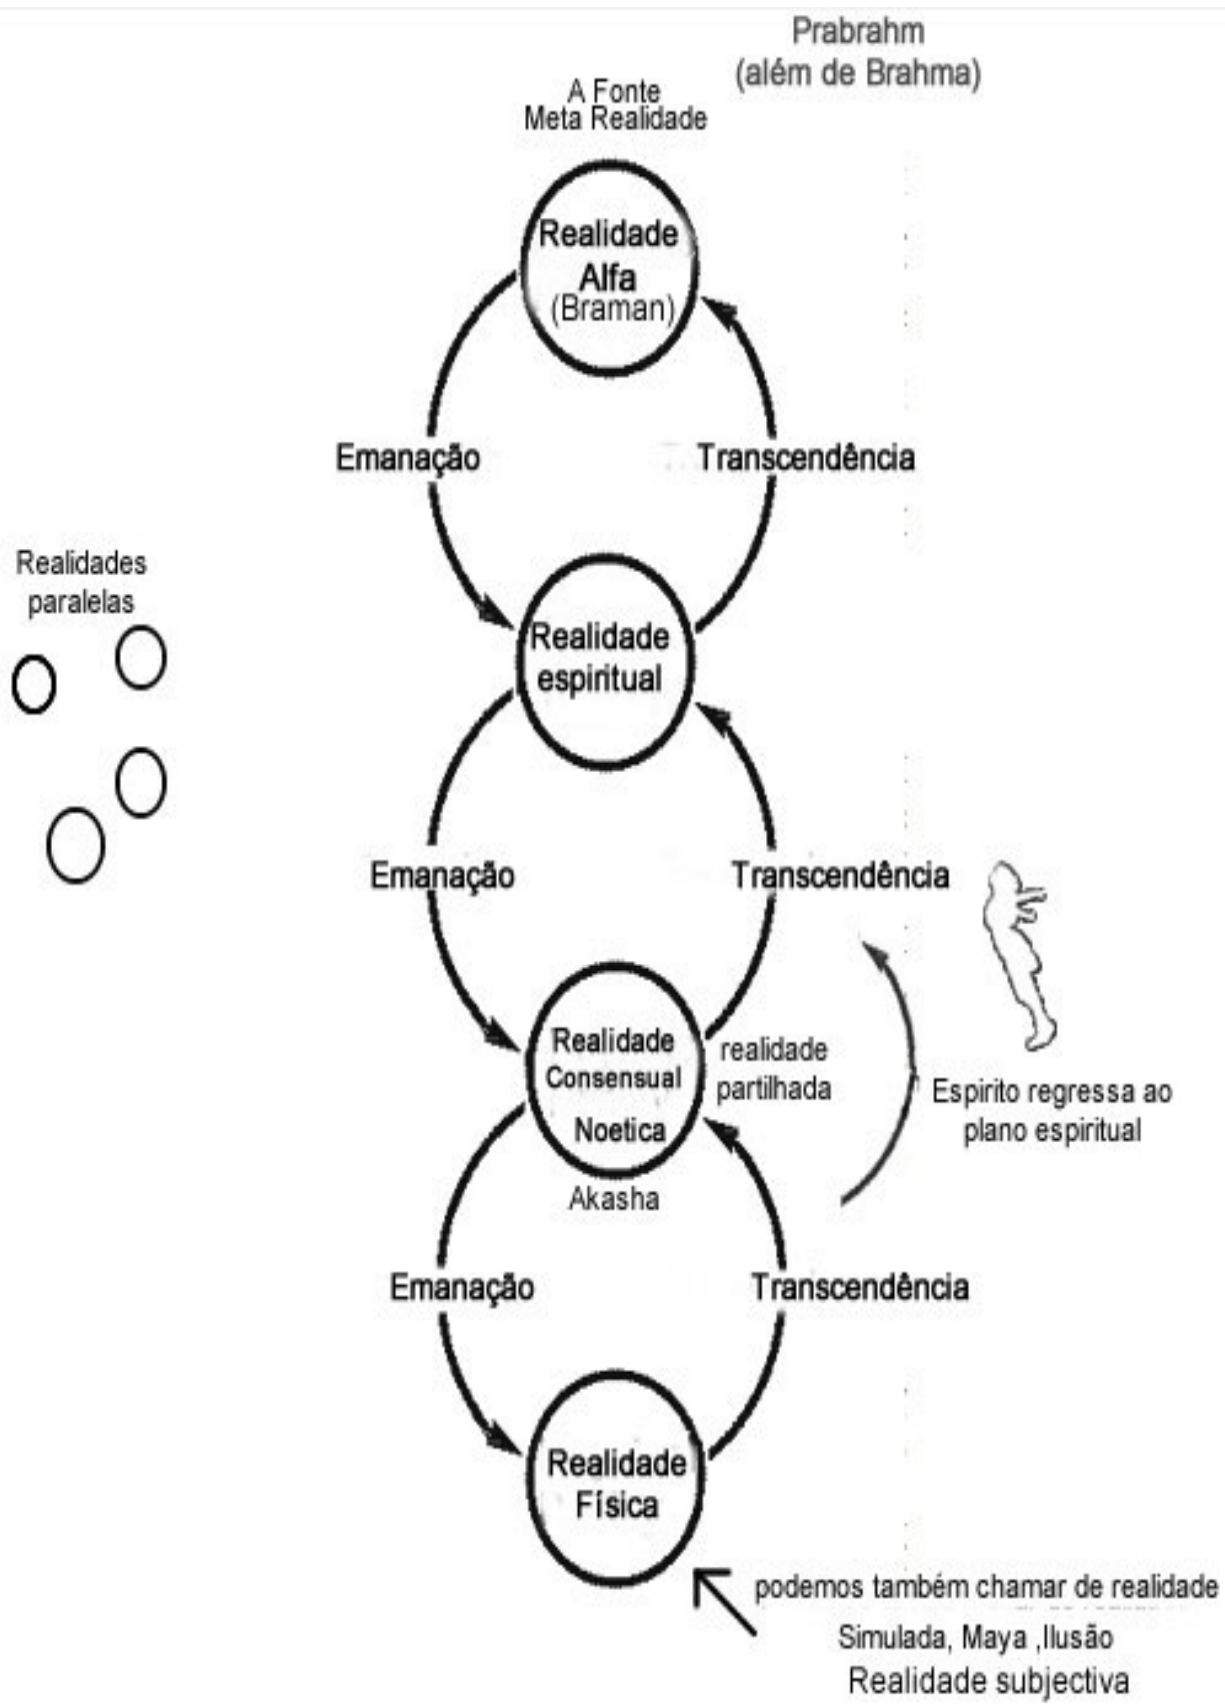 Prabrahm
(além de Brahma)
A Fonte
Meta Realidade
Realidade
Alfa
(Braman)
Emanação
Transcendência
Realidades
paralelas
Realidade
espiritual
Emanação
Transcendência
Realidade
Consensual
Noetica
realidade
partilhada
Akasha
Espirito regressa ao
plano espiritual
Emanação
Transcendência
Realidade
Física
podemos também chamar de realidade
Simulada, Maya ,Ilusão
Realidade subjectiva